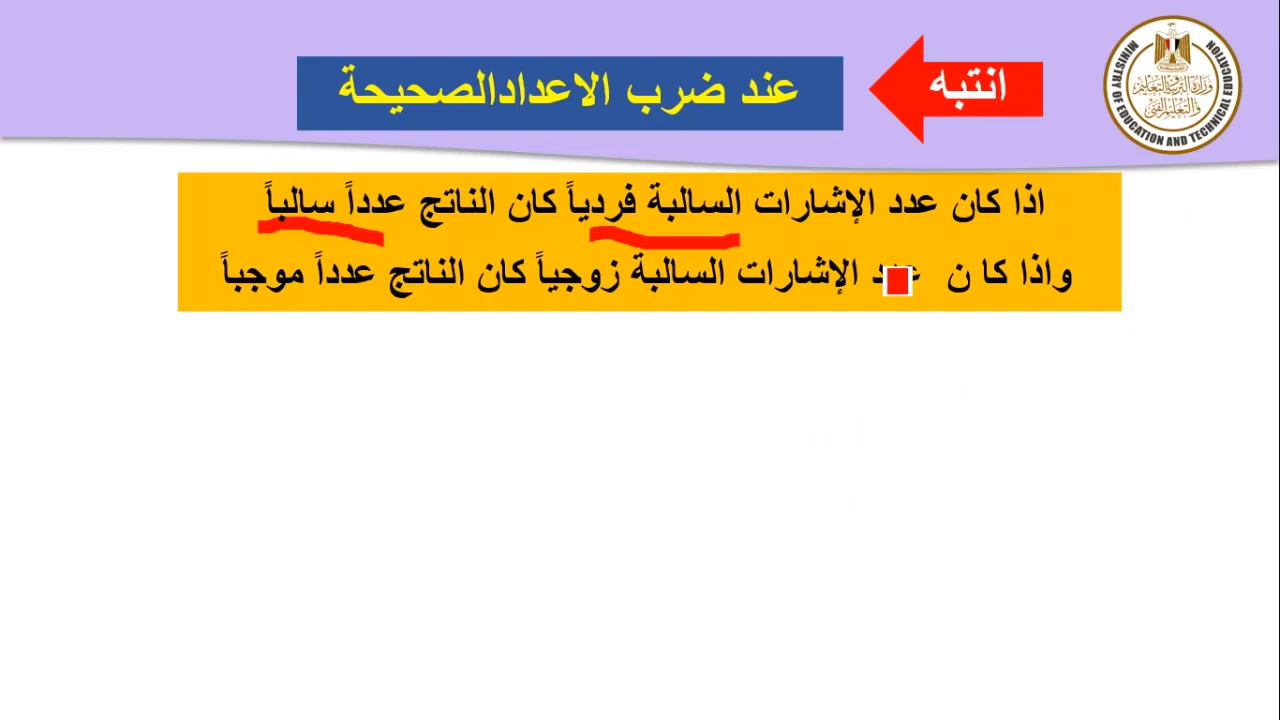 انتبه
عند ضرب الاعدادالصحيحة
وزارة التربية والتعليم
والتعليم الفني
MINISTRY OF EDUCATION AND TECHNICAL EDUCATION
اذا كان عدد الإشارات السالبة فردياً كان الناتج عدداً سالباً
واذا كا ن عدد الإشارات السالبة زوجياً كان الناتج عدداً موجباً